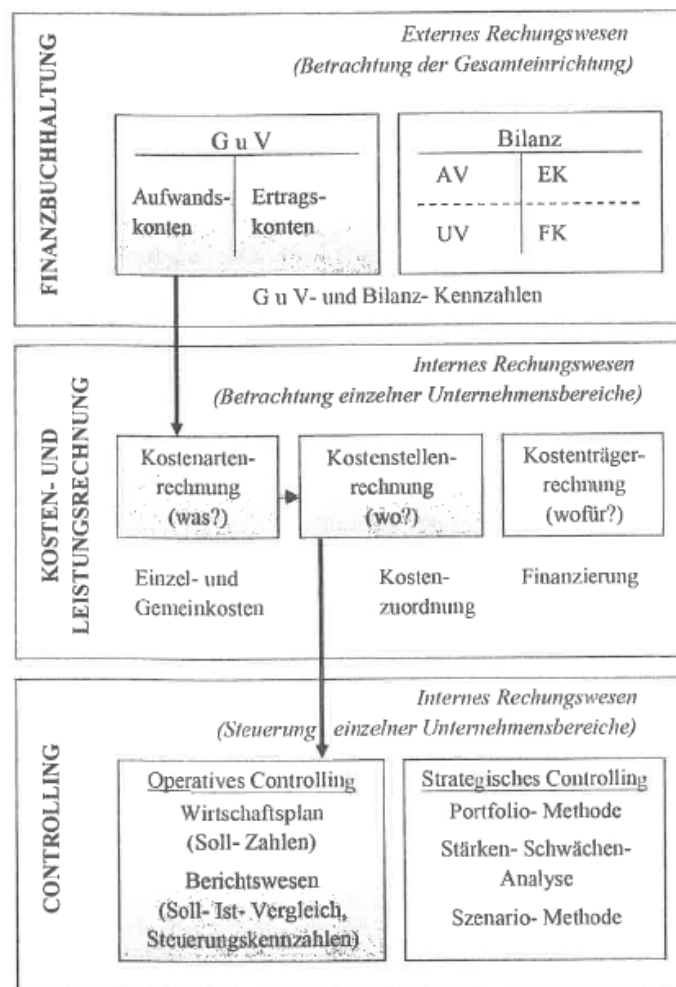 FINANZBUCHHALTUNG
Externes Rechungswesen
(Betrachtung der Gesamteinrichtung)
G u V
Aufwands-
konten
Ertrags-
konten
Bilanz
AV
EK
UV
FK
G u V- und Bilanz- Kennzahlen
KOSTEN- UND
LEISTUNGSRECHNUNG
Internes Rechungswesen
(Betrachtung einzelner Unternehmensbereiche)
Kostenarten-
rechnung
(was?)
Kostenstellen-
rechnung
(wo?)
Kostenträger-
rechnung
(wofür?)
Einzel- und
Gemeinkosten
Kosten-
zuordnung
Finanzierung
CONTROLLING
Internes Rechungswesen
(Steuerung einzelner Unternehmensbereiche)
Operatives Controlling
Wirtschaftsplan
(Soll- Zahlen)
Berichtswesen
(Soll- Ist- Vergleich,
Steuerungskennzahlen)
Strategisches Controlling
Portfolio- Methode
Stärken- Schwächen-
Analyse
Szenario- Methode